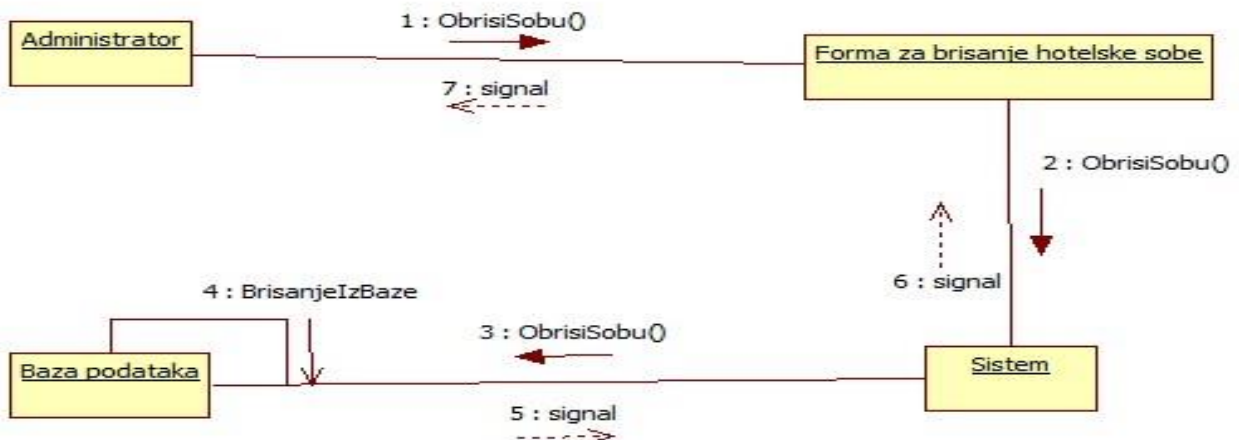 1 : ObrisiSobu()
Administrator
Forma za brisanje hotelske sobe
7 : signal
2 : ObrisiSobu()
6 : signal
4 : BrisanjeIzBaze
3 : ObrisiSobu()
Baza podataka
Sistem
5 : signal